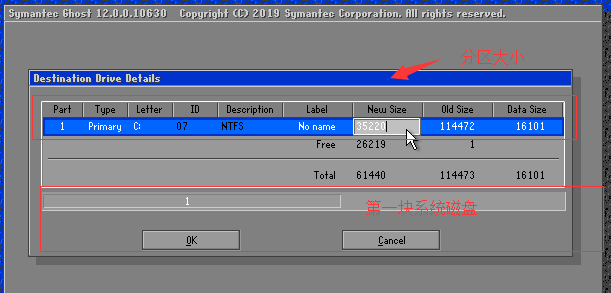 Symantec Ghost 12.0.0.10630 Copyright (C) 2019 Symantec Corporation. All rights reserved.
分区大小
Destination Drive Details
Part Type Letter ID Description Label New Size Old Size Data Size
1 Primary C: 07 NTFS No name 35220 114472 16101
Free 26219 1
Total 61440 114473 16101
1
第一块系统磁盘
OK Cancel